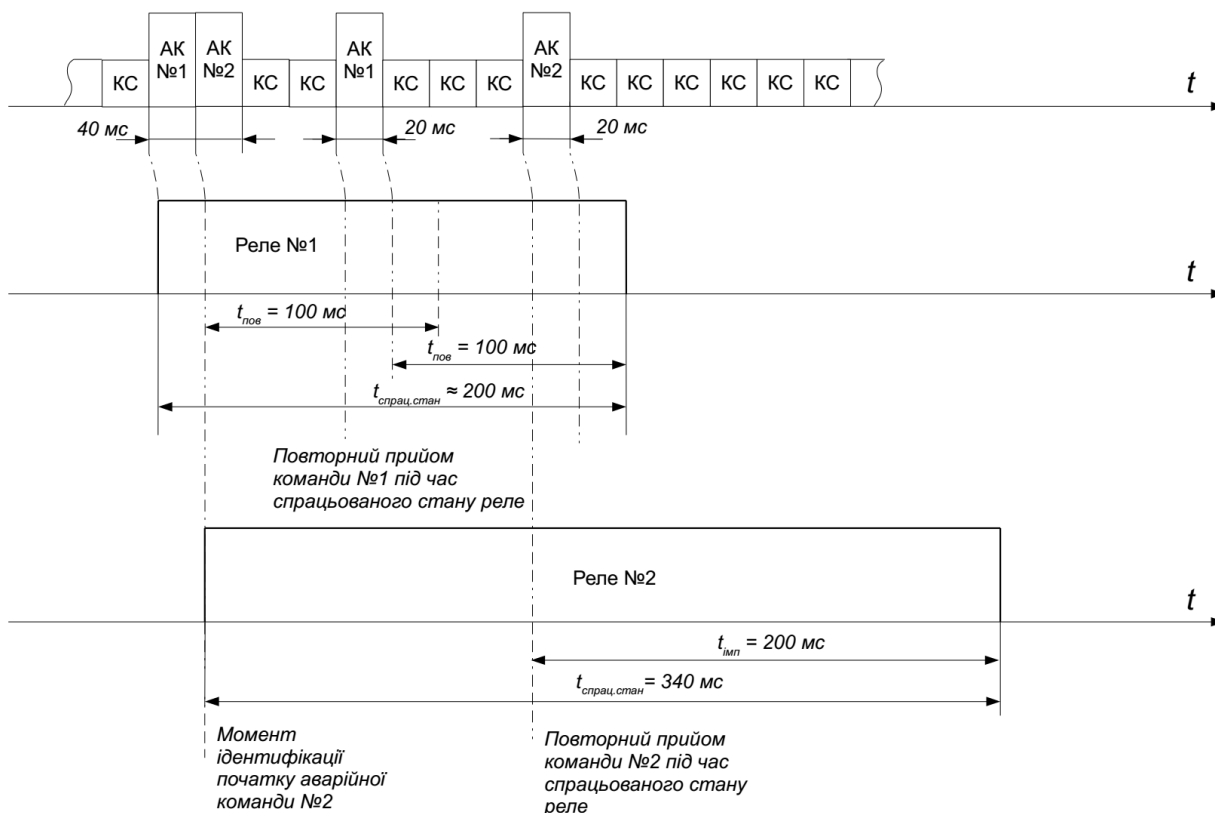 АК АК АК АК
№1 №2 №1 №2
КС КС КС КС КС КС КС КС КС КС КС КС t
40 мс 20 мс 20 мс
Реле №1
t
tпов = 100 мс
tпов = 100 мс
tспрац.стан ≈ 200 мс
Повторний прийом
команди №1 під час
спрацьованого стану реле
Реле №2
t
tімп = 200 мс
tспрац.стан = 340 мс
Момент
ідентифікації
початку аварійної
команди №2
Повторний прийом
команди №2 під час
спрацьованого стану
реле